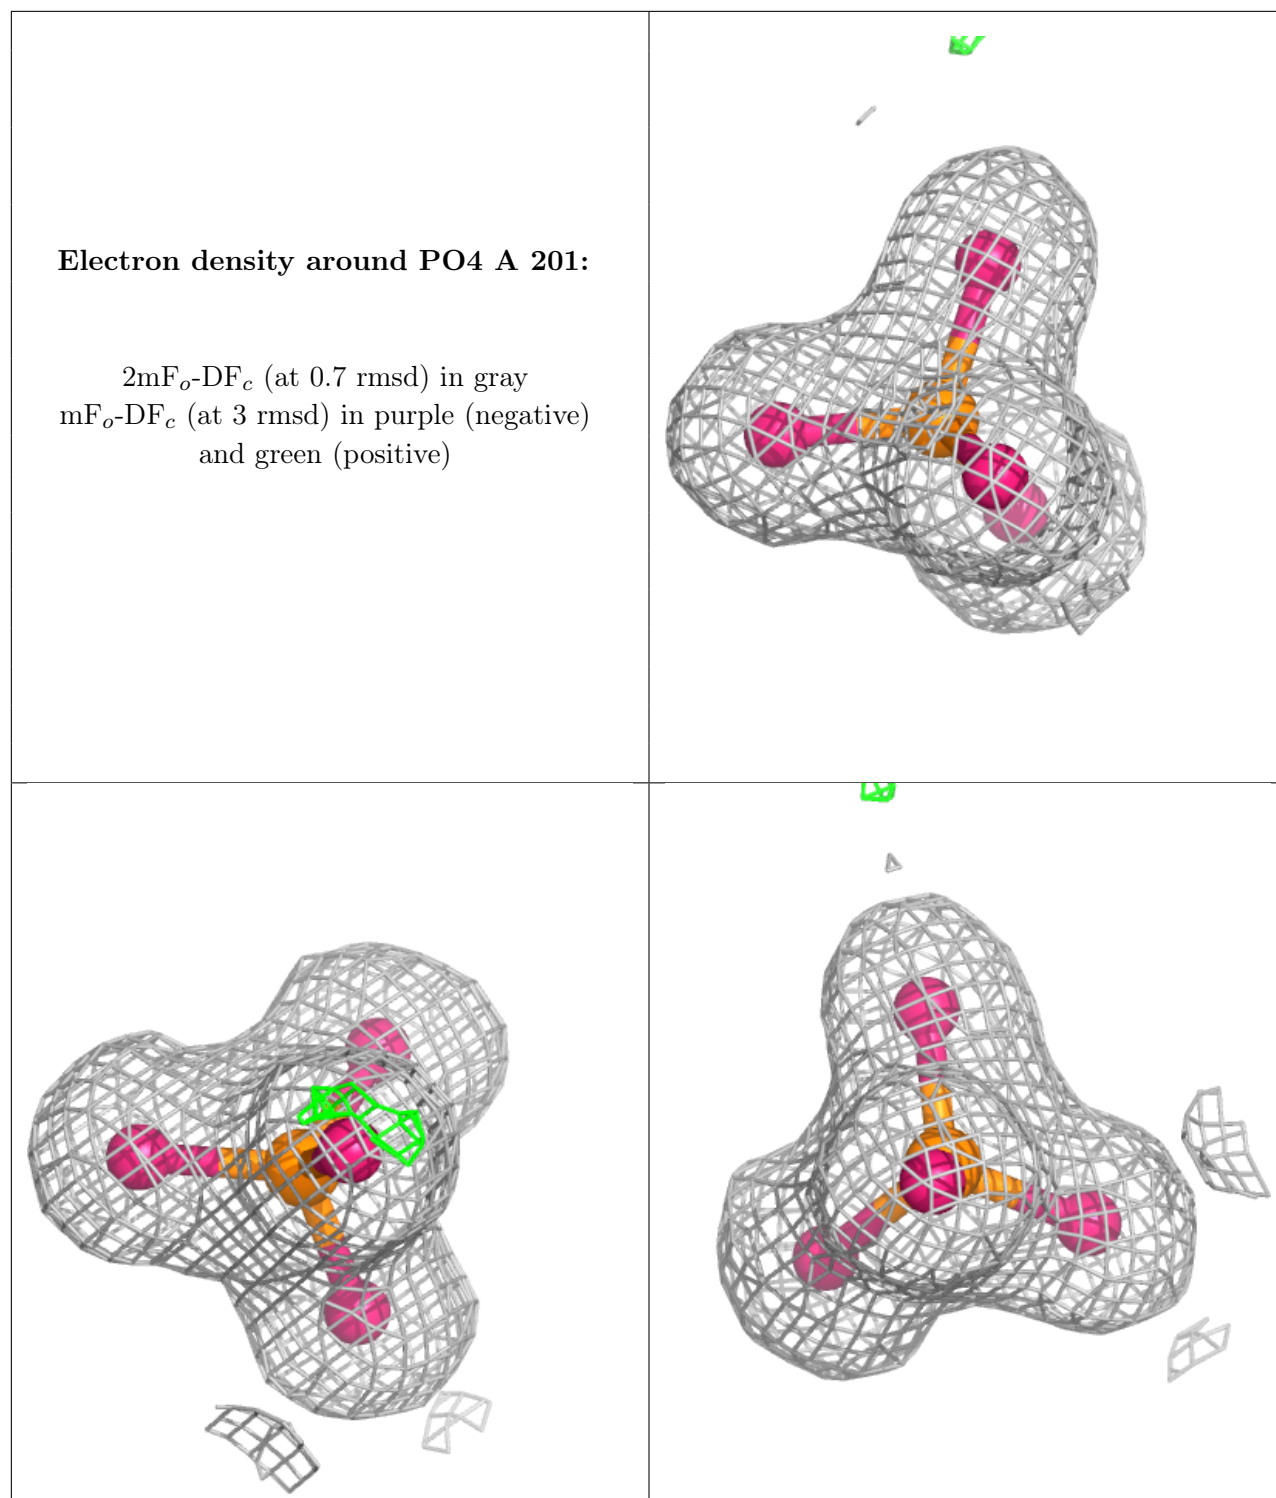 Electron density around PO4 A 201:
2mFo-DFc (at 0.7 rmsd) in gray
mFo-DFc (at 3 rmsd) in purple (negative)
and green (positive)